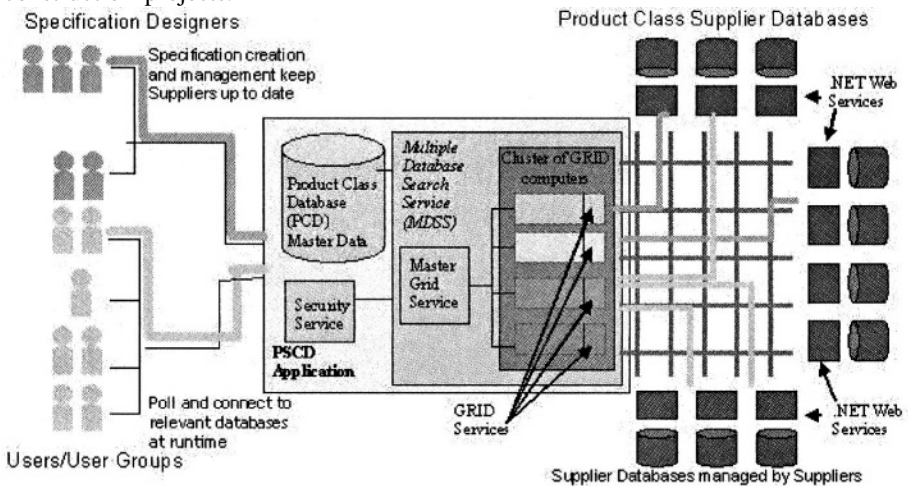 Specification Designers
Product Class Supplier Databases
Specification creation
and management keep
Suppliers up to date
.NET Web
Services
Product Class
Database
(PCD)
Master Data
Multiple
Database
Search
Service
(MDSS)
Cluster of GRID
computers
Master
Grid
Service
Security
Service
PSCD
Application
Poll and connect to
relevant databases
at runtime
GRID
Services
.NET Web
Services
Users/User Groups
Supplier Databases managed by Suppliers